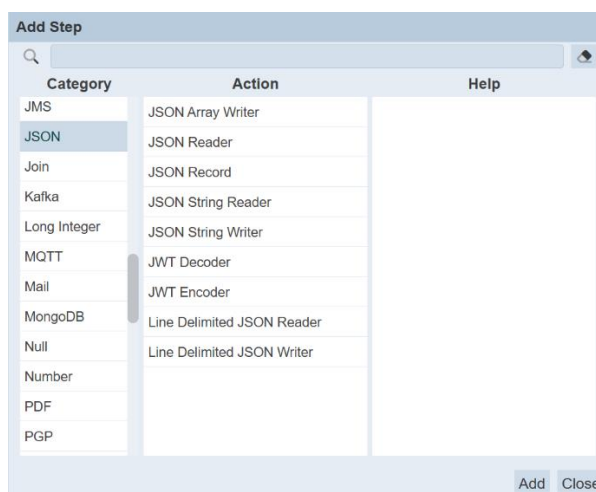 Add Step
Category
Action
Help
JMS
JSON
Join
Kafka
Long Integer
MQTT
Mail
MongoDB
Null
Number
PDF
PGP
JSON Array Writer
JSON Reader
JSON Record
JSON String Reader
JSON String Writer
JWT Decoder
JWT Encoder
Line Delimited JSON Reader
Line Delimited JSON Writer
Add
Close